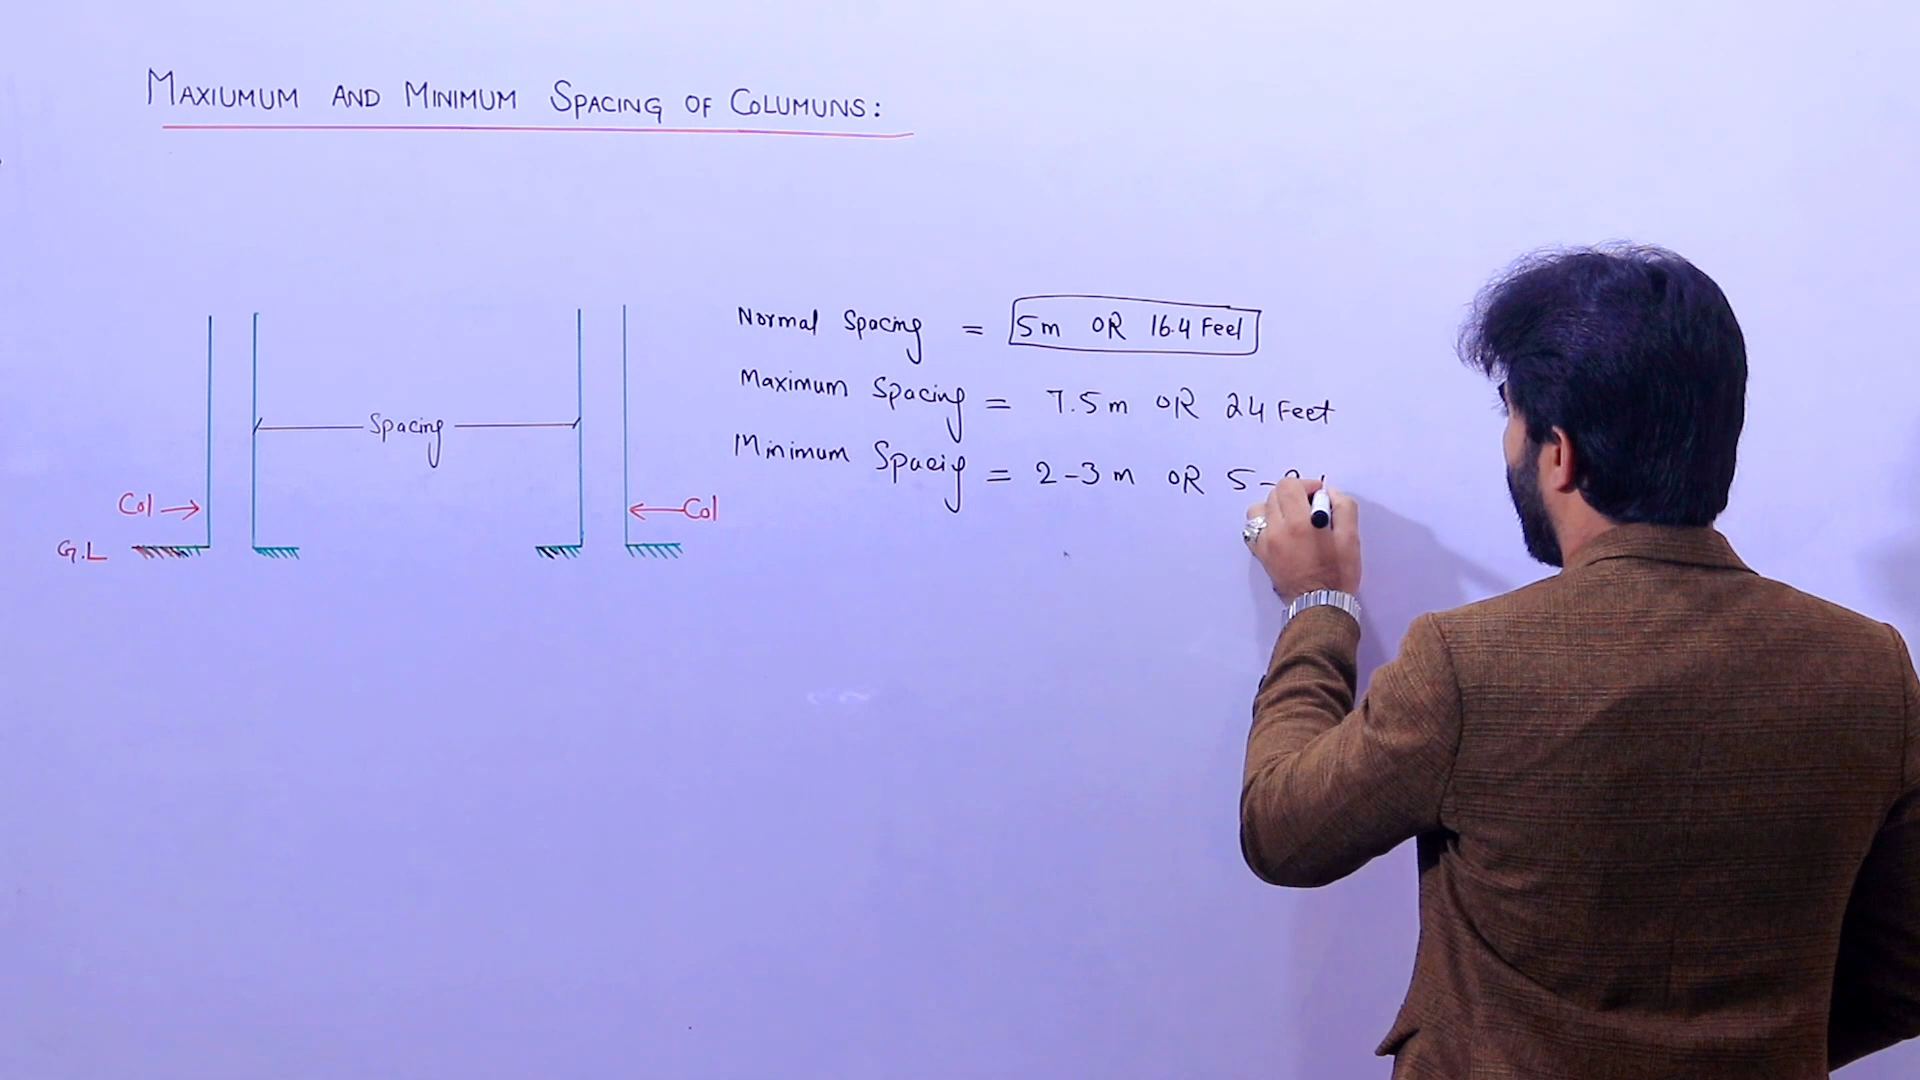 MAXIUMUM AND MINIMUM SPACING OF COLUMUNS:
Normal Spacing = 5m OR 16.4 Feet
Maximum Spacing = 7.5m OR 24 Feet
Minimum Spacig = 2-3 m OR 5-
Spacing
Col
Col
G.L